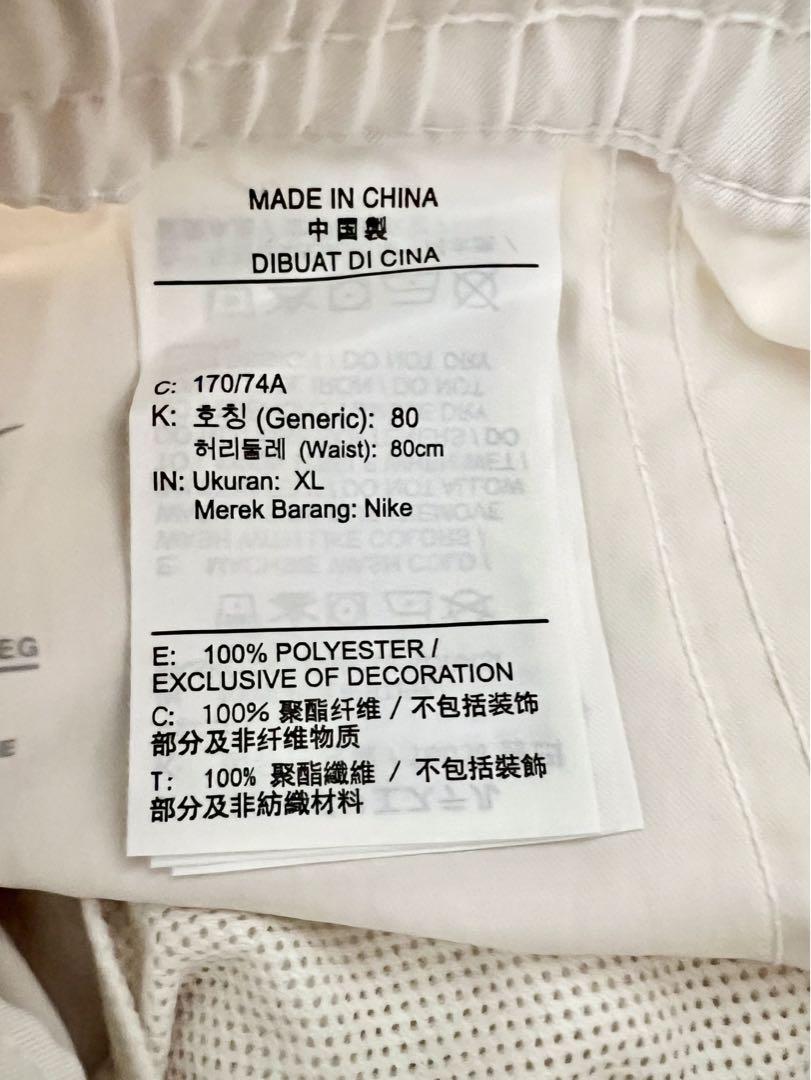 MADE IN CHINA
中国製
DIBUAT DI CINA
C: 170/74A
K: 호칭 (Generic): 80
허리둘레 (Waist): 80cm
IN: Ukuran: XL
Merek Barang: Nike
E: 100% POLYESTER /
EXCLUSIVE OF DECORATION
C: 100% 聚酯纤维 / 不包括装饰
部分及非纤维物质
T: 100% 聚酯纖維 / 不包括裝飾
部分及非紡織材料
EG
E